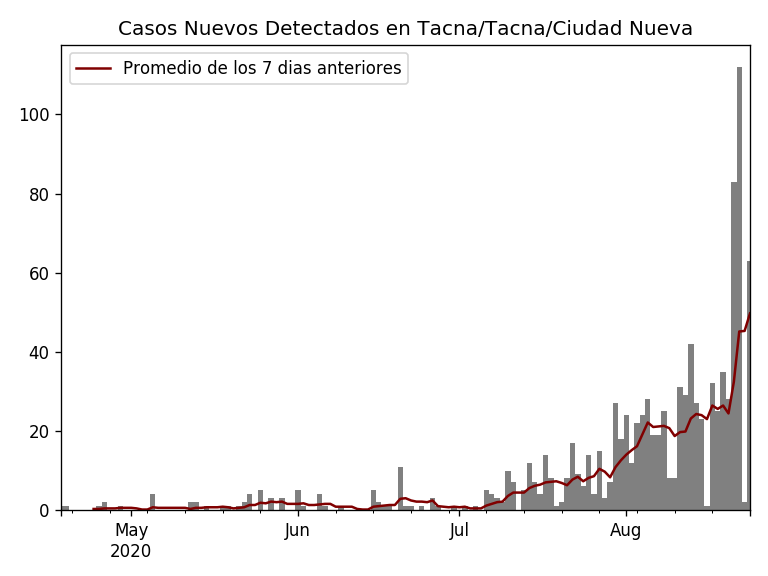 Casos Nuevos Detectados en Tacna/Tacna/Ciudad Nueva
Promedio de los 7 dias anteriores
100
80
60
40
20
0
May Jun Jul Aug
2020